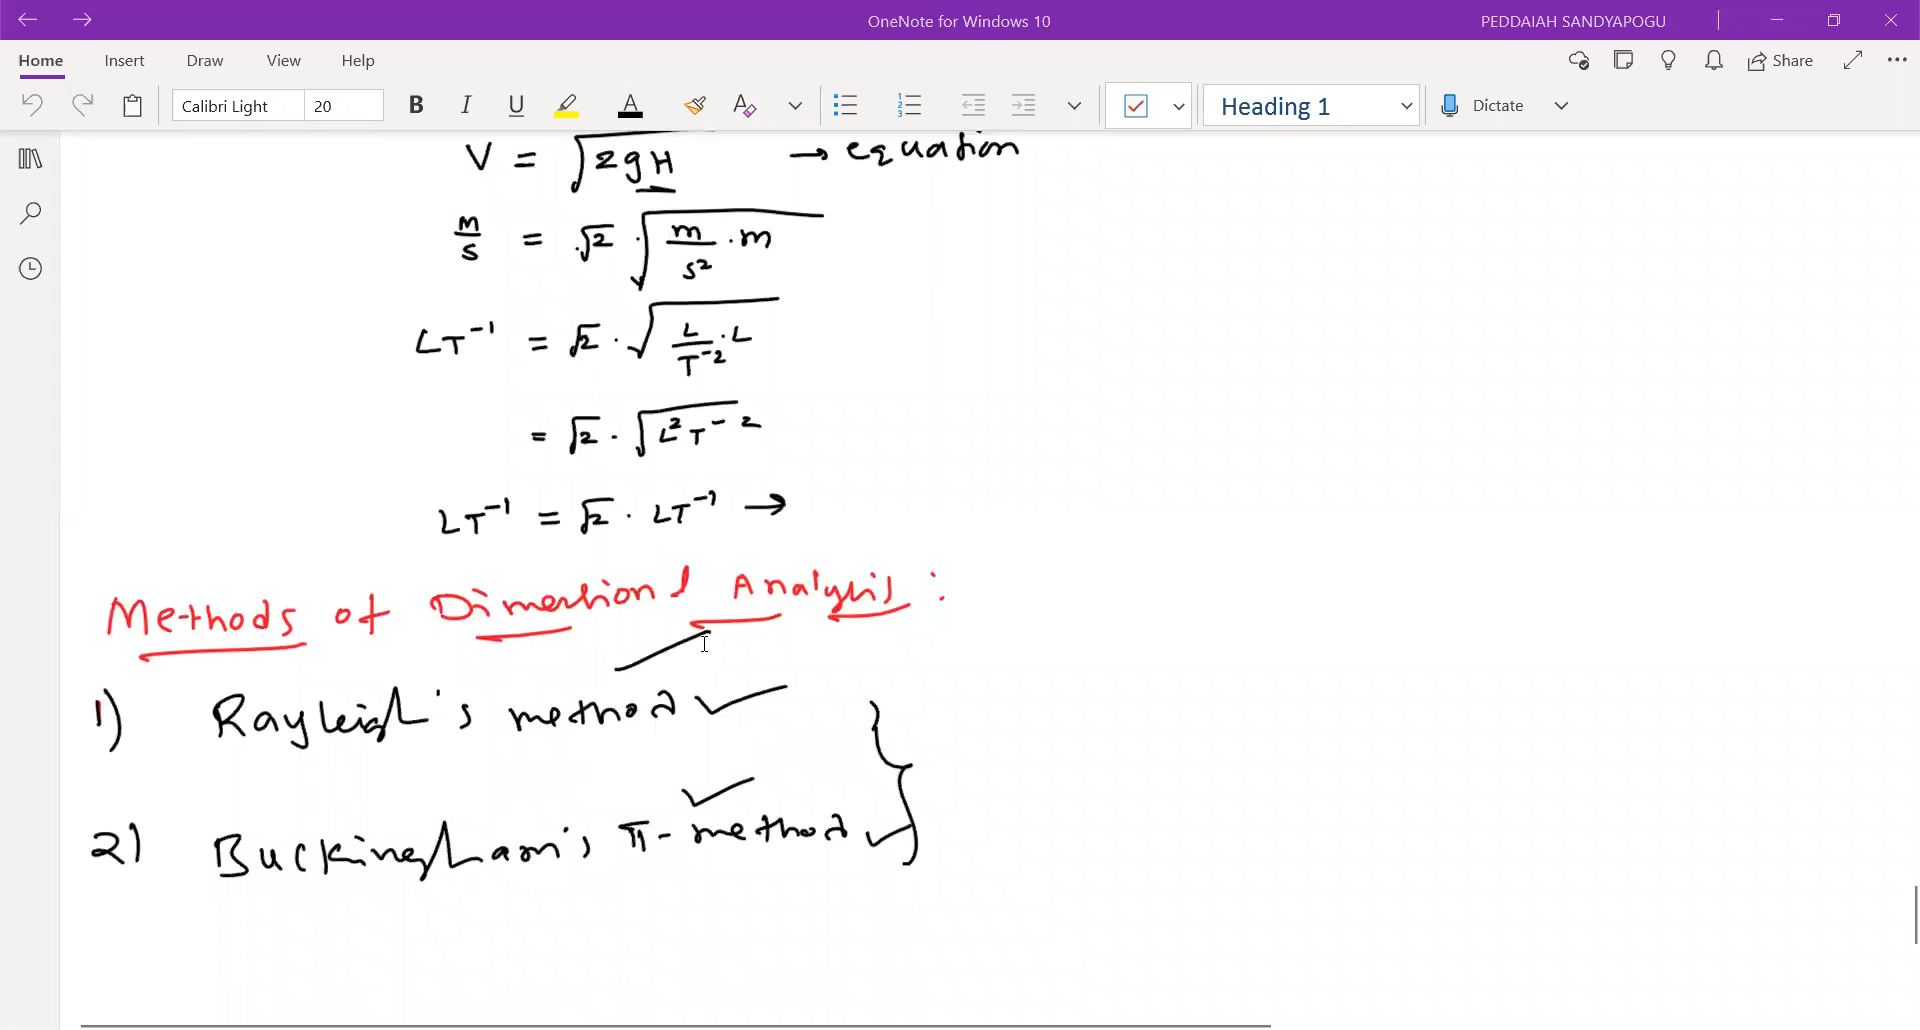 OneNote for Windows 10
PEDDAIAH SANDYAPOGU
Home Insert Draw View Help
Share
Calibri Light 20 B I U A A Heading 1 Dictate
V = √2gH → equation
m/s = √2 · √(m/s² · m)
LT⁻¹ = √2 · √(L/T⁻² · L)
= √2 · √(L²T⁻²)
LT⁻¹ = √2 · LT⁻¹ →
Methods of Dimentional Analysis :
1) Rayleigh's method ✓
2) Buckingham's π- method ✓